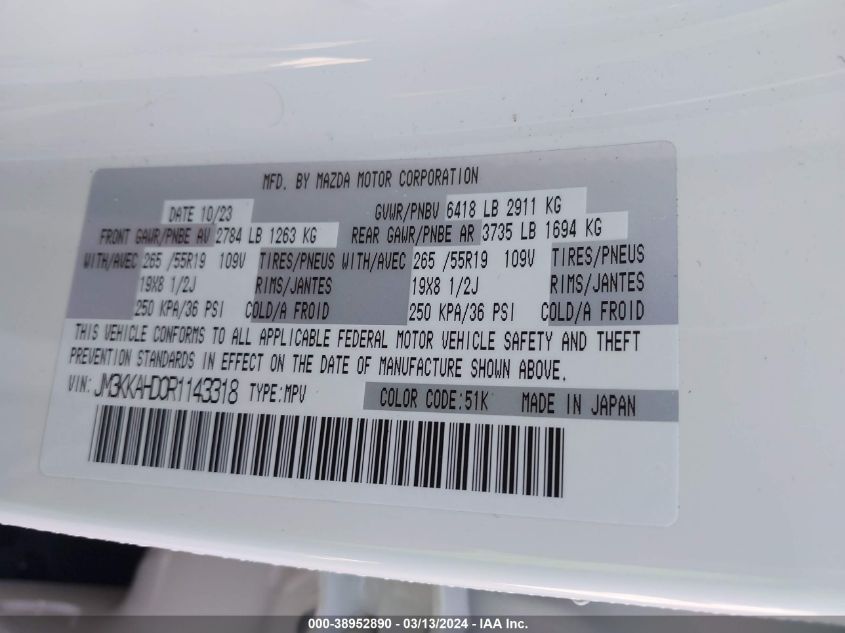 MFD. BY MAZDA MOTOR CORPORATION
DATE 10/23 GVWR/PNBV 6418 LB 2911 KG
FRONT GAWR/PNBE AV 2784 LB 1263 KG REAR GAWR/PNBE AR 3735 LB 1694 KG
WITH/AVEC 265 /55R19 109V TIRES/PNEUS WITH/AVEC 265 /55R19 109V TIRES/PNEUS
19X8 1/2J RIMS/JANTES 19X8 1/2J RIMS/JANTES
250 KPA/36 PSI COLD/A FROID 250 KPA/36 PSI COLD/A FROID
THIS VEHICLE CONFORMS TO ALL APPLICABLE FEDERAL MOTOR VEHICLE SAFETY AND THEFT
PREVENTION STANDARDS IN EFFECT ON THE DATE OF MANUFACTURE SHOWN ABOVE.
VIN: JM3KKAHD0R1143318 TYPE:MPV COLOR CODE:51K MADE IN JAPAN
000-38952890 - 03/13/2024 - IAA Inc.